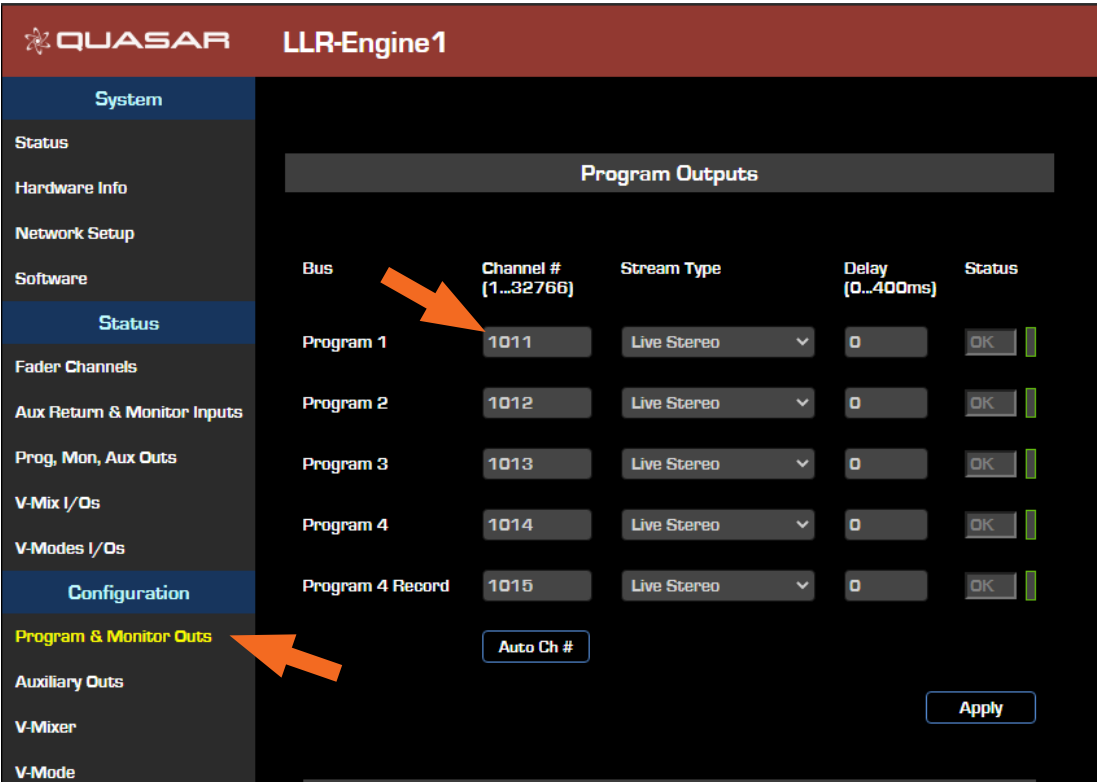 QUASAR
LLR-Engine1
System
Status
Hardware Info
Network Setup
Software
Status
Fader Channels
Aux Return & Monitor Inputs
Prog, Mon, Aux Outs
V-Mix I/Os
V-Modes I/Os
Configuration
Program & Monitor Outs
Auxiliary Outs
V-Mixer
V-Mode
Program Outputs
Bus Channel # Stream Type Delay Status
(1...32766) (0...400ms)
Program 1 1011 Live Stereo 0 OK
Program 2 1012 Live Stereo 0 OK
Program 3 1013 Live Stereo 0 OK
Program 4 1014 Live Stereo 0 OK
Program 4 Record 1015 Live Stereo 0 OK
Auto Ch #
Apply